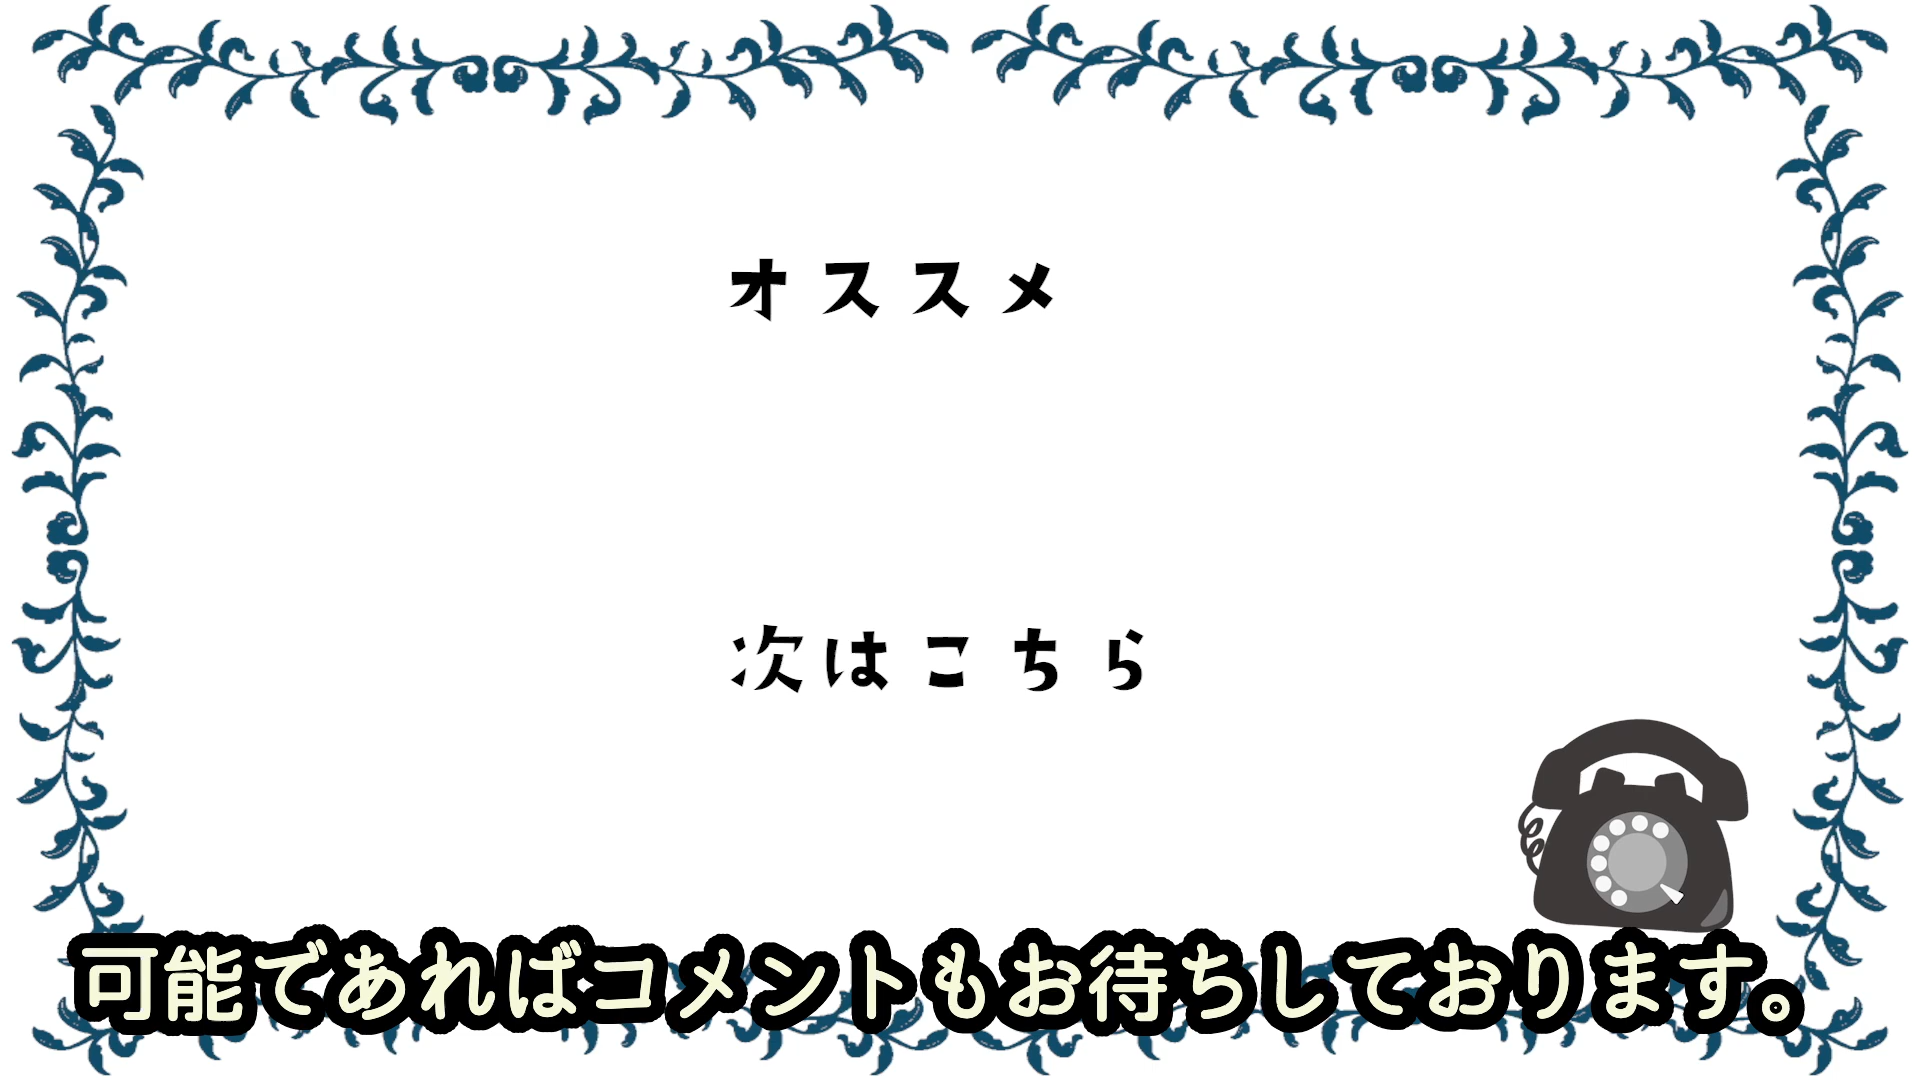 オススメ
次はこちら
可能であればコメントもお待ちしております。